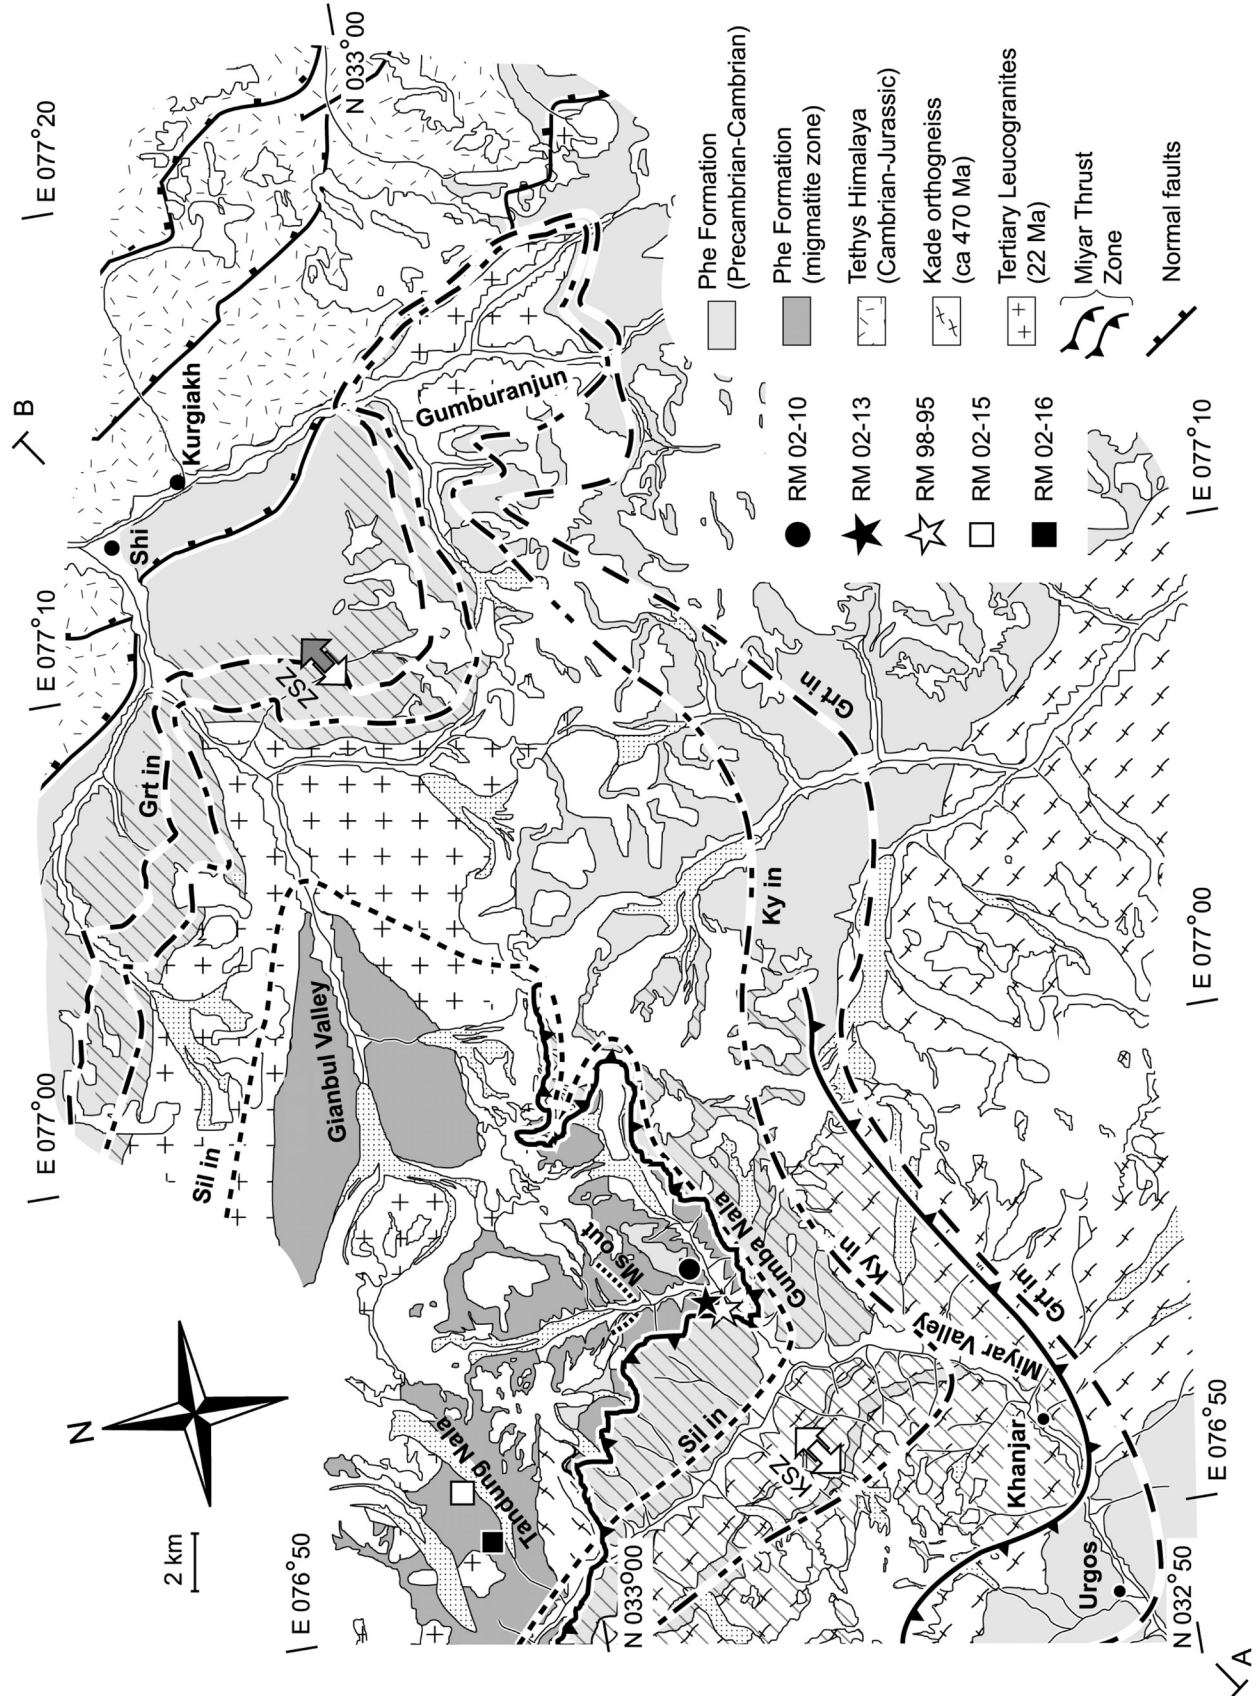 E 077°20
N 033°00
B
Kurgiakh
Shi
E 077°10
Gumburanjun
ZSZ
Grt in
Grt in
Ky in
Gianbul Valley
E 077°00
Sil in
Ms out
Gumba Nala
Ky in
Miyar Valley
Grt in
Sil in
KSZ
Khanjar
Tandung Nala
N
2 km
E 076°50
N 033°00
Urgos
N 032°50
A
E 076°50
E 077°00
E 077°10
RM 02-10
RM 02-13
RM 98-95
RM 02-15
RM 02-16
Phe Formation
(Precambrian-Cambrian)
Phe Formation
(migmatite zone)
Tethys Himalaya
(Cambrian-Jurassic)
Kade orthogneiss
(ca 470 Ma)
Tertiary Leucogranites
(22 Ma)
Miyar Thrust
Zone
Normal faults